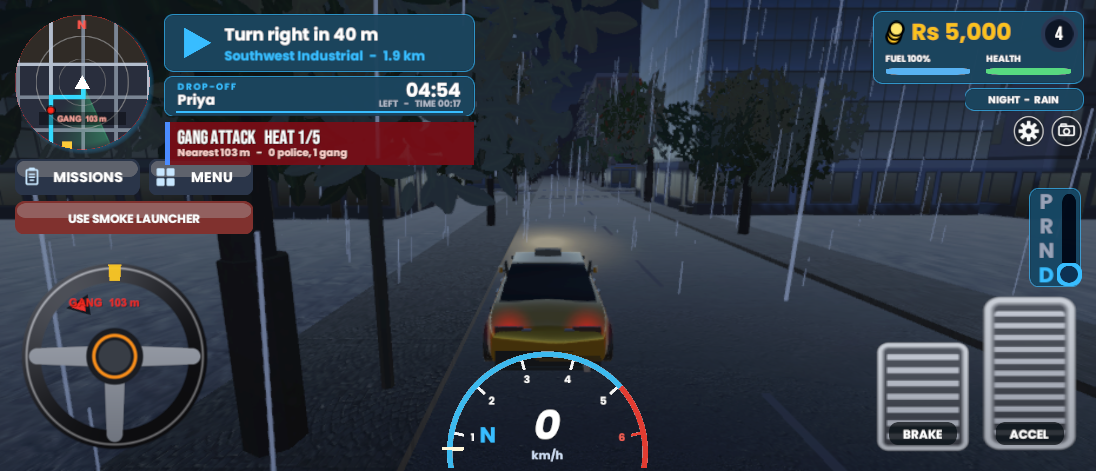 N
GANG 103 m
Turn right in 40 m
Southwest Industrial - 1.9 km
DROP-OFF
Priya
04:54
LEFT - TIME 00:17
GANG ATTACK HEAT 1/5
Nearest 103 m - 0 police, 1 gang
MISSIONS
MENU
USE SMOKE LAUNCHER
GANG 103 m
Rs 5,000
4
FUEL 100%
HEALTH
NIGHT - RAIN
P
R
N
D
1
2
3
4
5
6
N
0
km/h
BRAKE
ACCEL